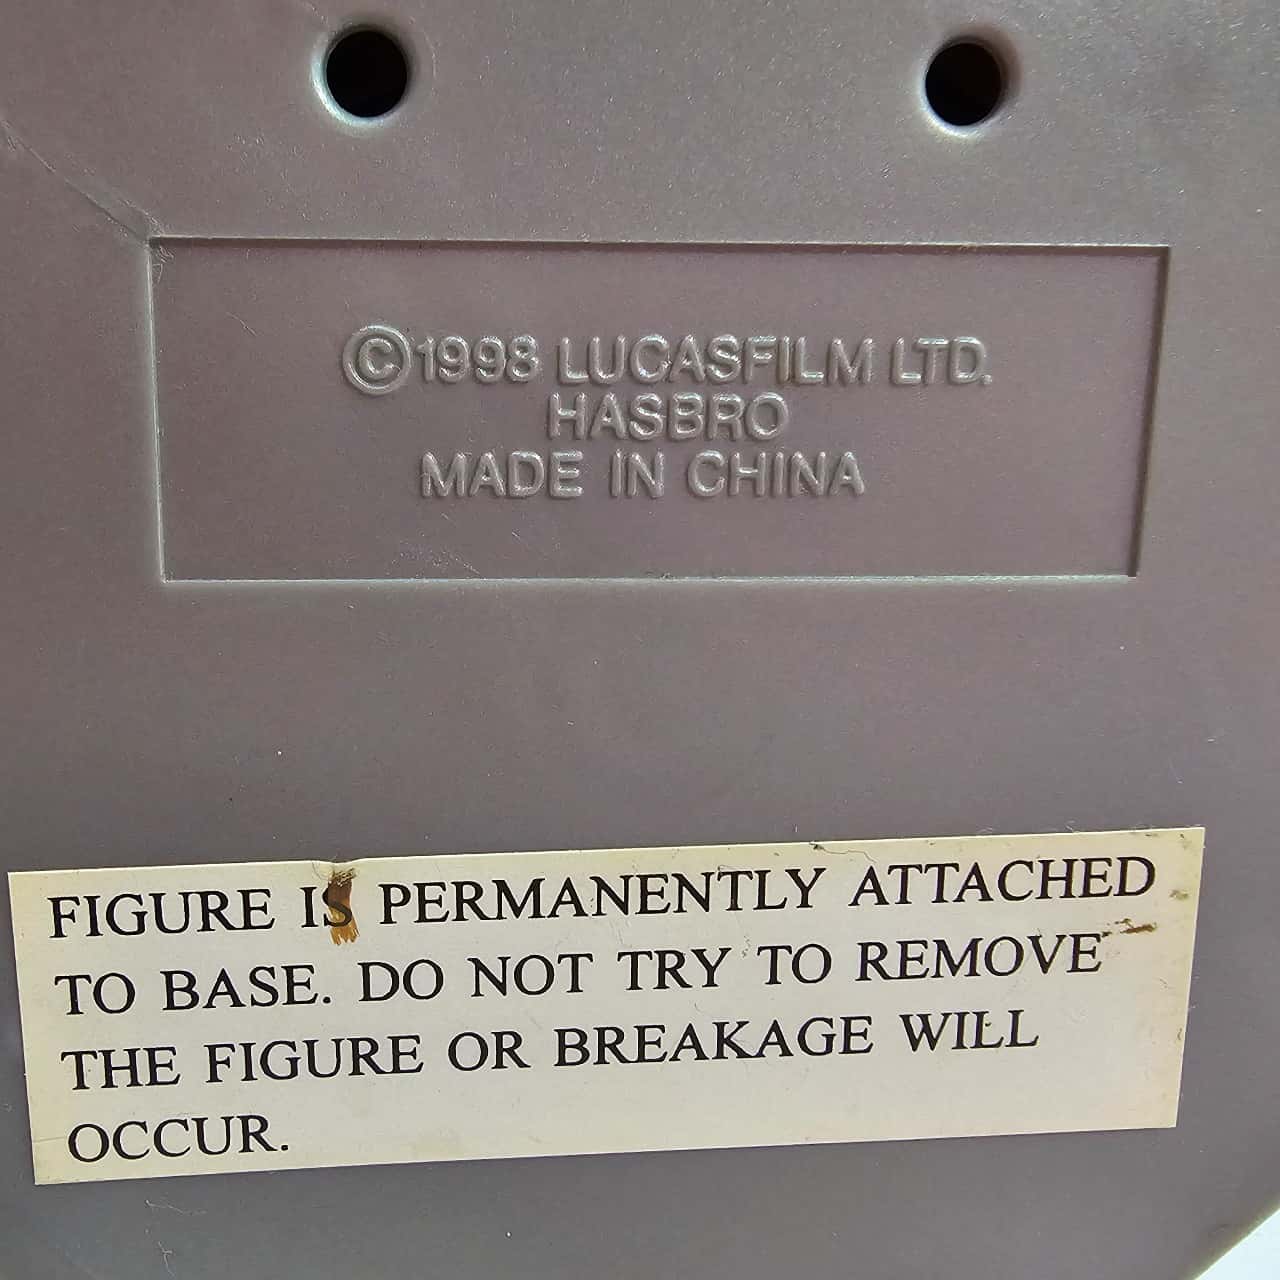 ©1998 LUCASFILM LTD.
HASBRO
MADE IN CHINA
FIGURE IS PERMANENTLY ATTACHED
TO BASE. DO NOT TRY TO REMOVE
THE FIGURE OR BREAKAGE WILL
OCCUR.